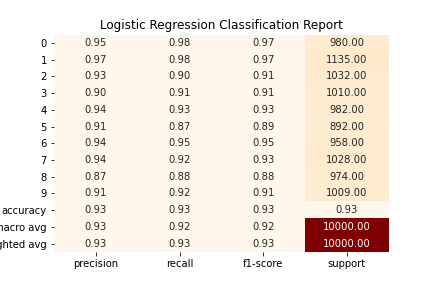 Logistic Regression Classification Report
0 0.95 0.98 0.97 980.00
1 0.97 0.98 0.97 1135.00
2 0.93 0.90 0.91 1032.00
3 0.90 0.91 0.91 1010.00
4 0.94 0.93 0.93 982.00
5 0.91 0.87 0.89 892.00
6 0.94 0.95 0.95 958.00
7 0.94 0.92 0.93 1028.00
8 0.87 0.88 0.88 974.00
9 0.91 0.92 0.91 1009.00
accuracy 0.93 0.93 0.93 0.93
avg 0.93 0.92 0.92 10000.00
avg 0.93 0.93 0.93 10000.00
precision recall f1-score support